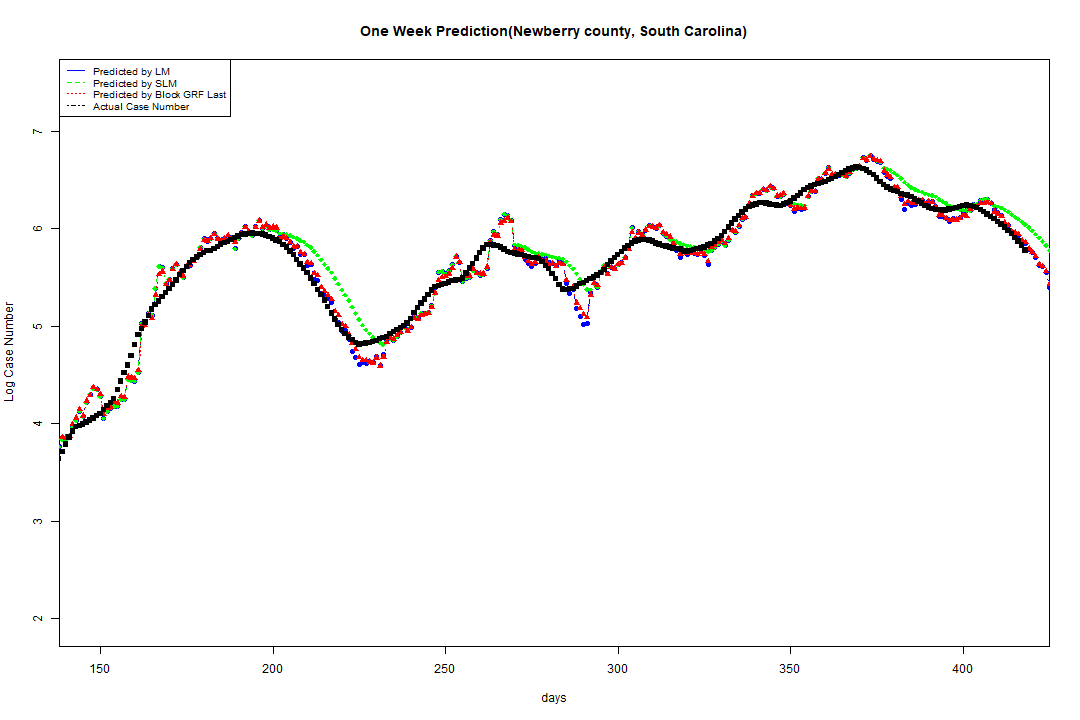 One Week Prediction(Newberry county, South Carolina)
Predicted by LM
Predicted by SLM
Predicted by Block GRF Last
Actual Case Number
7
6
5
4
3
2
Log Case Number
150 200 250 300 350 400
days